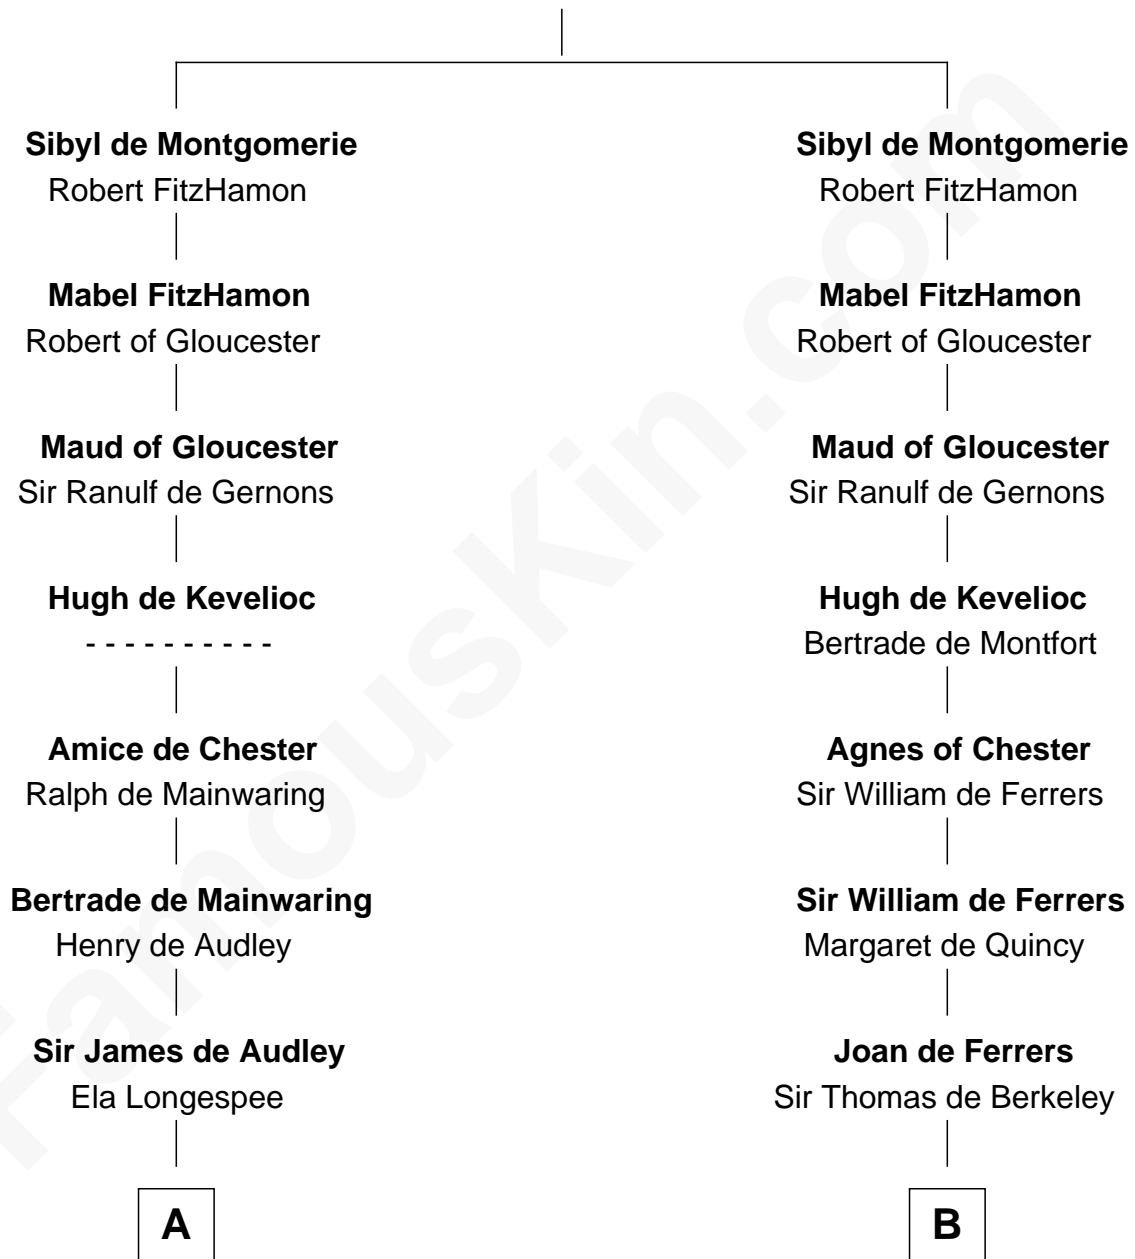 Sibyl de Montgomerie
Robert FitzHamon
Mabel FitzHamon
Robert of Gloucester
Maud of Gloucester
Sir Ranulf de Gernons
Hugh de Kevelioc
- - - - - - - - - -
Amice de Chester
Ralph de Mainwaring
Bertrade de Mainwaring
Henry de Audley
Sir James de Audley
Ela Longespee
A
Sibyl de Montgomerie
Robert FitzHamon
Mabel FitzHamon
Robert of Gloucester
Maud of Gloucester
Sir Ranulf de Gernons
Hugh de Kevelioc
Bertrade de Montfort
Agnes of Chester
Sir William de Ferrers
Sir William de Ferrers
Margaret de Quincy
Joan de Ferrers
Sir Thomas de Berkeley
B
FamousKin.com